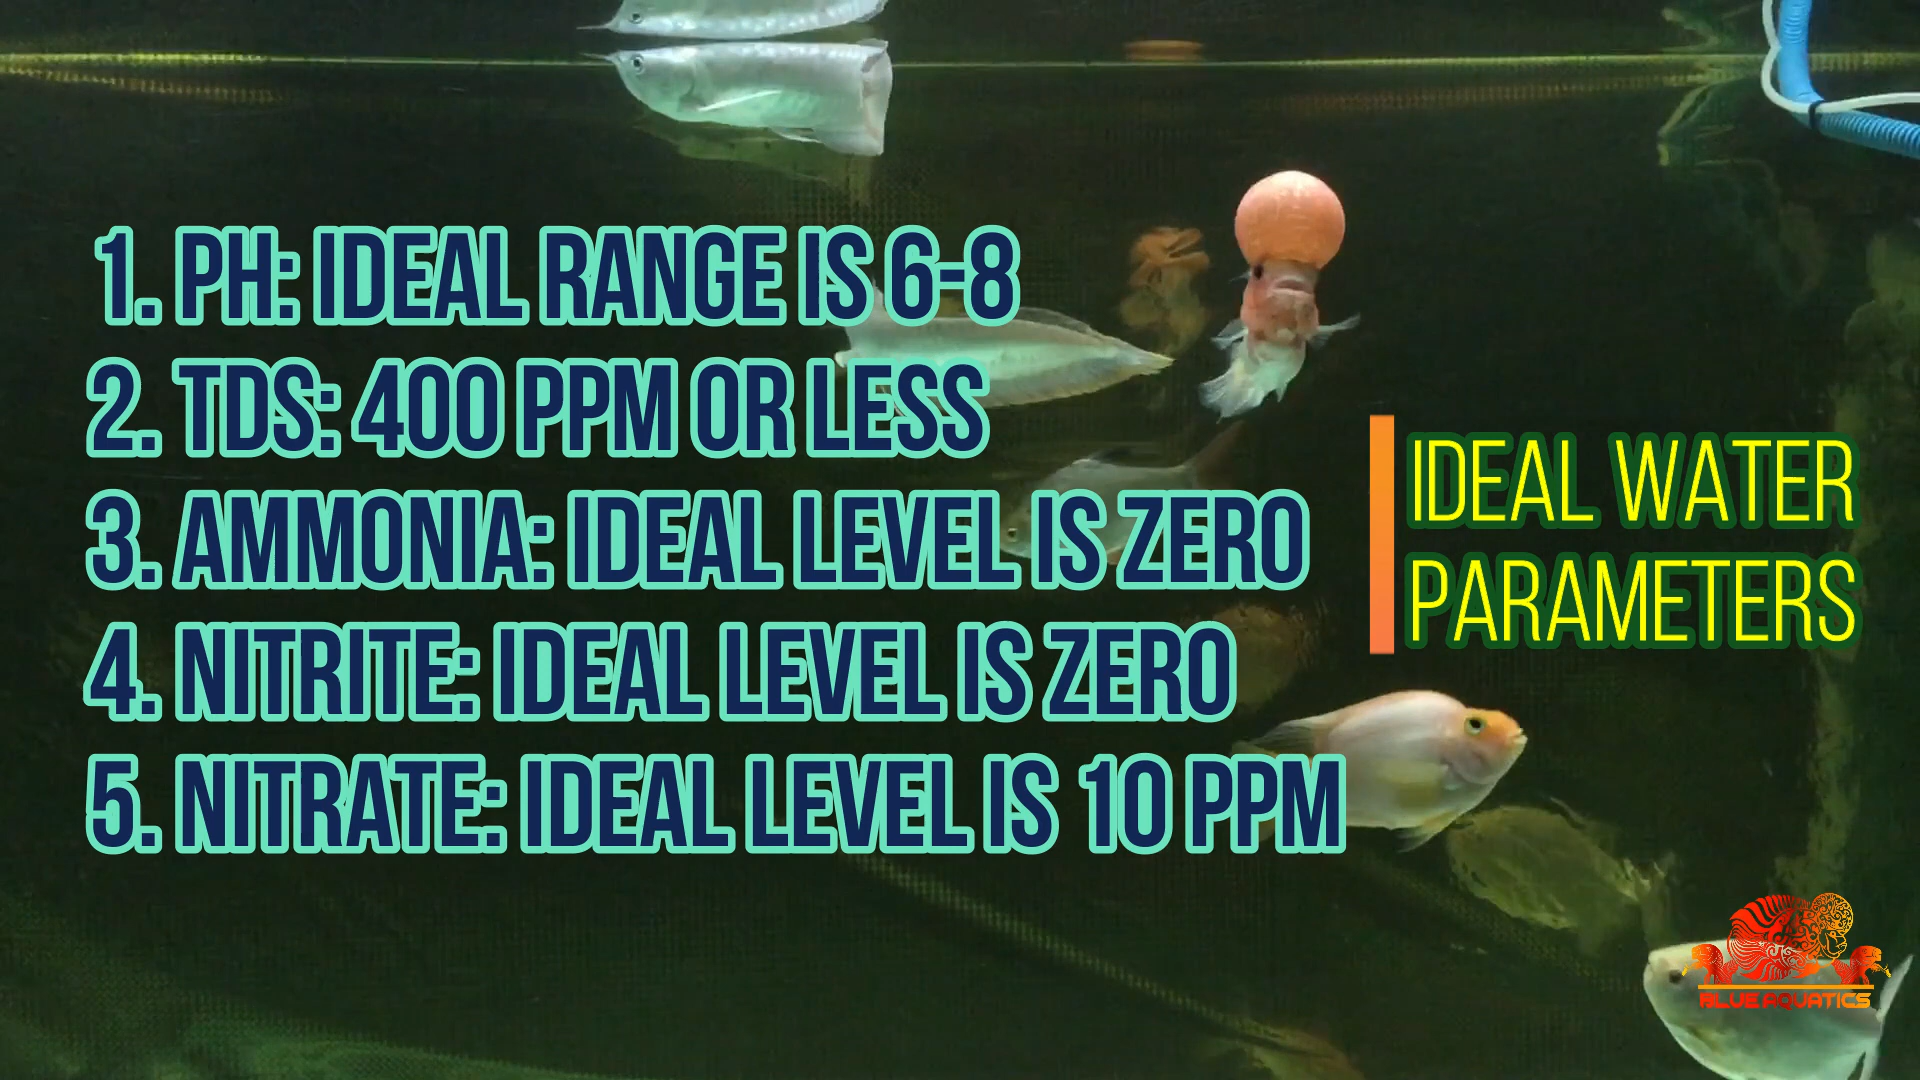 1. PH: IDEAL RANGE IS 6-8
2. TDS: 400 PPM OR LESS
3. AMMONIA: IDEAL LEVEL IS ZERO
4. NITRITE: IDEAL LEVEL IS ZERO
5. NITRATE: IDEAL LEVEL IS 10 PPM
IDEAL WATER
PARAMETERS
BLUE AQUATICS